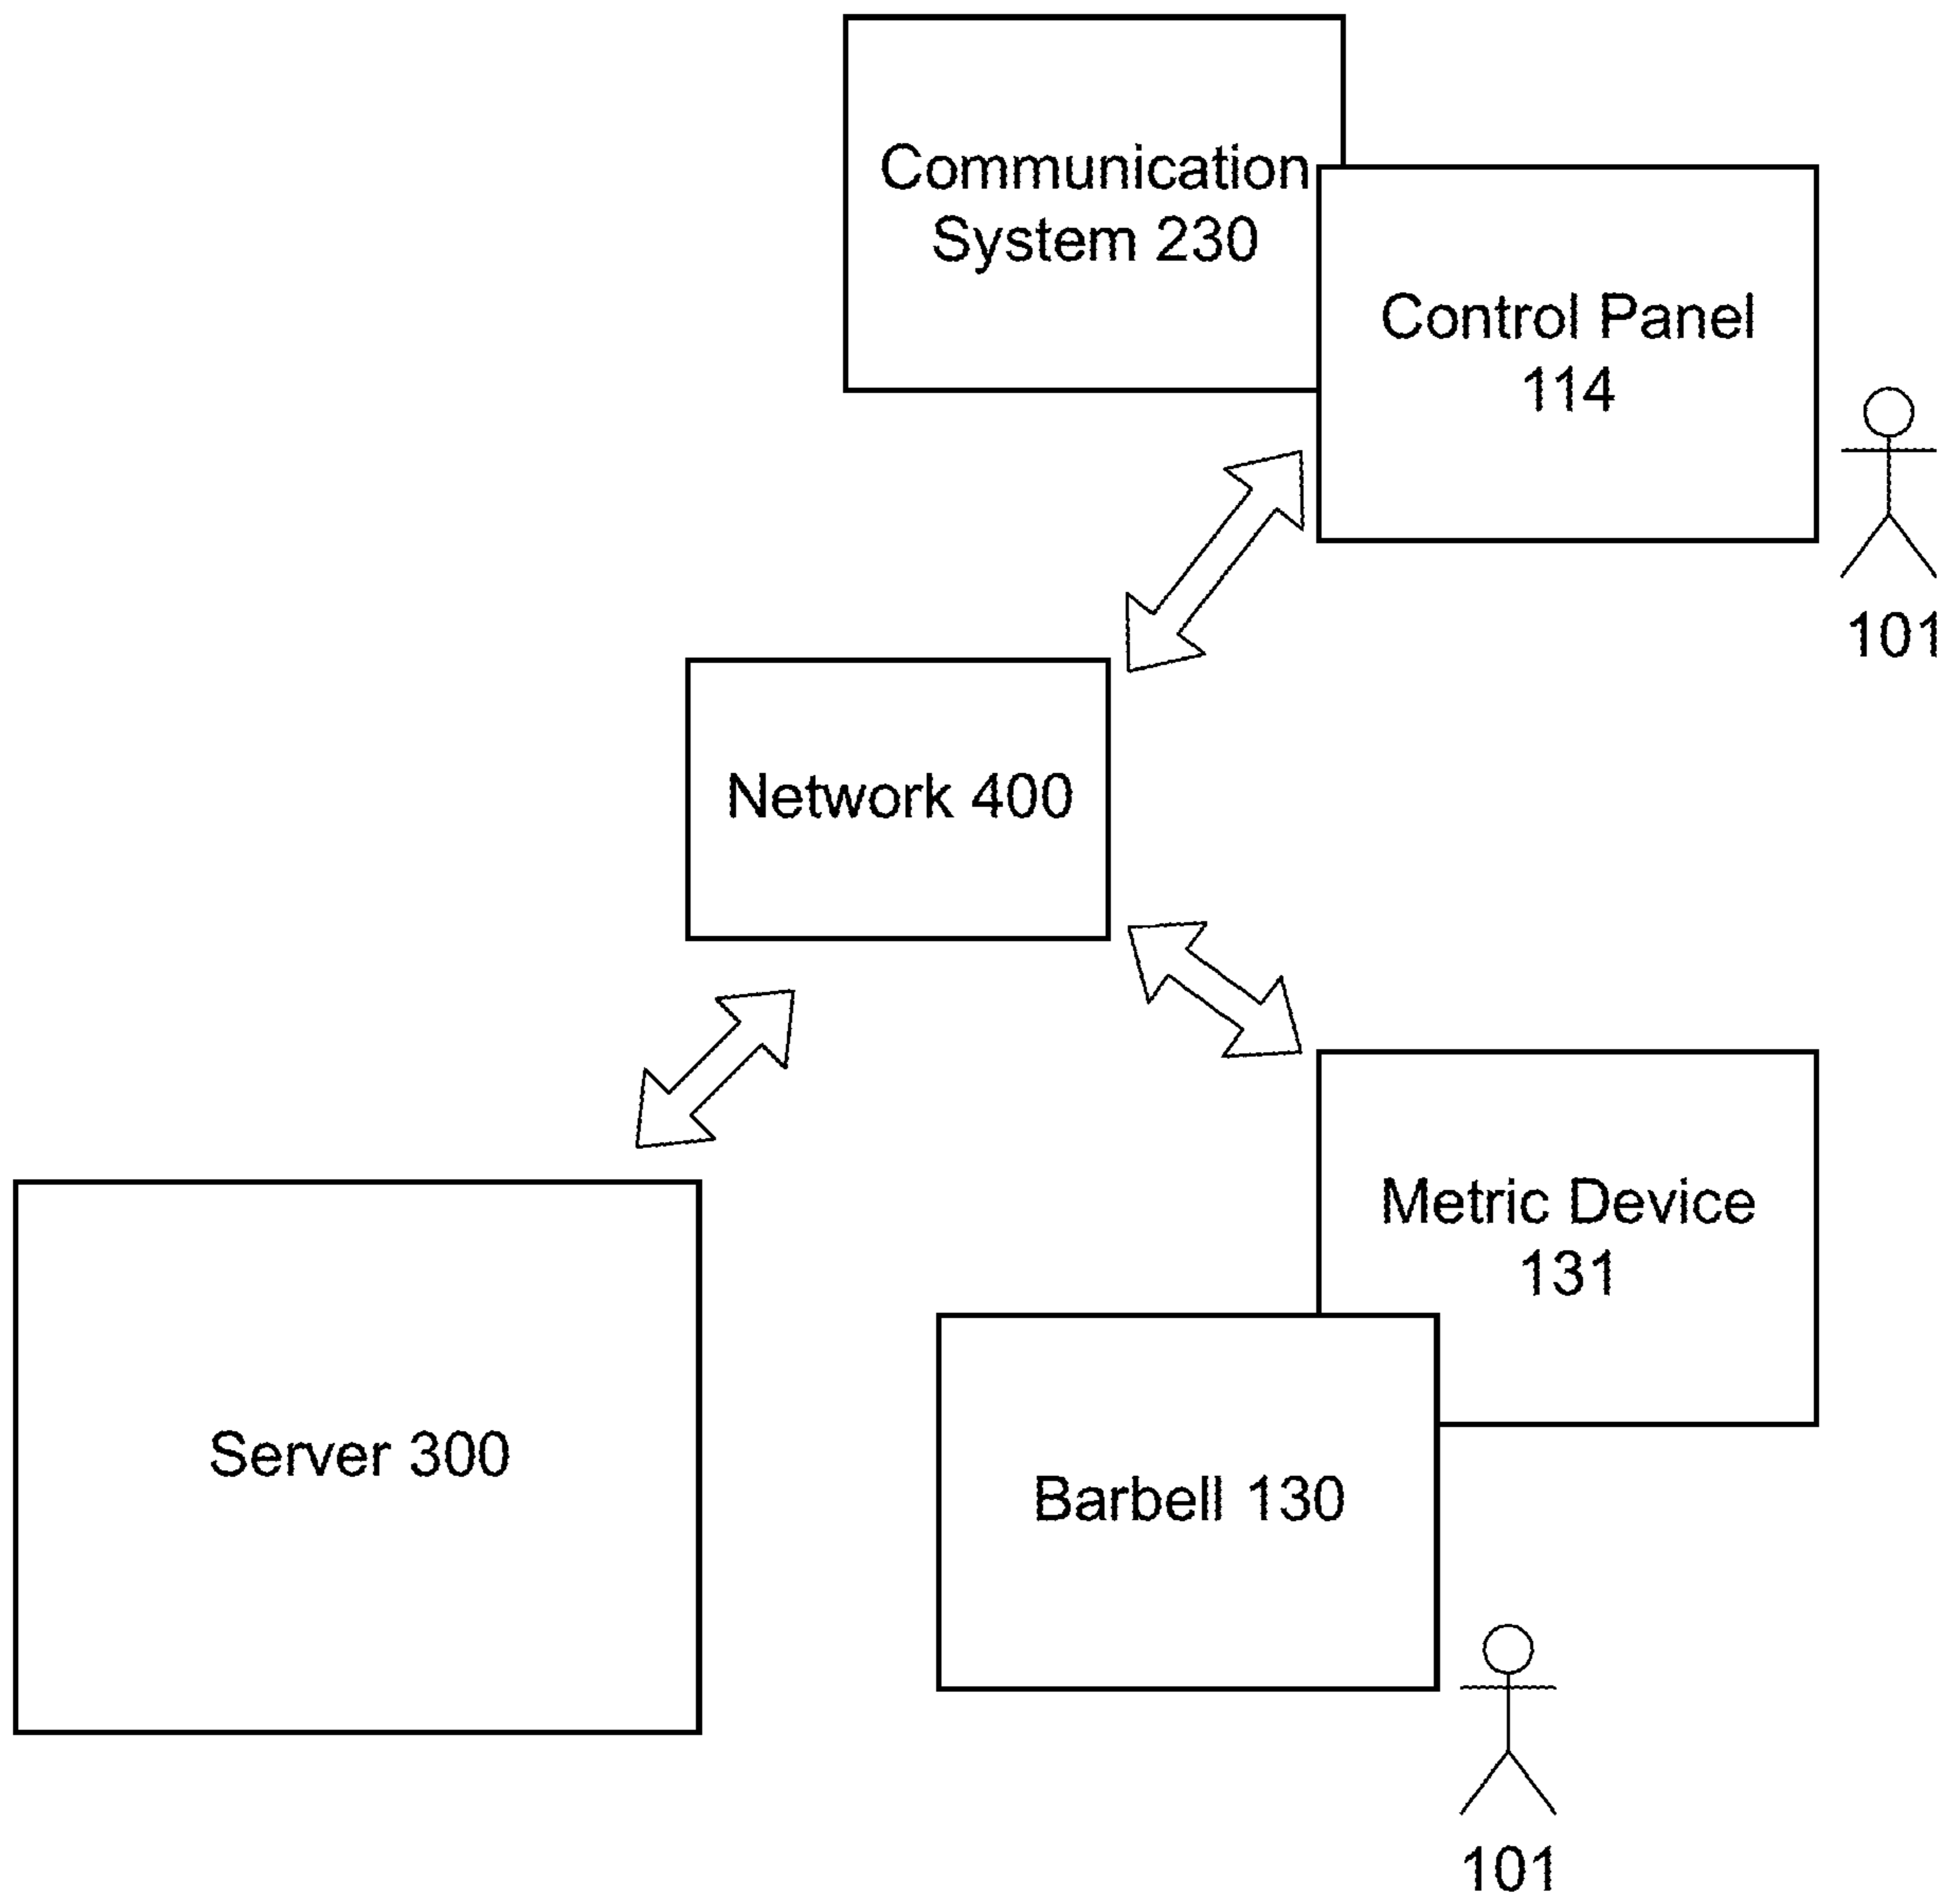 Communication
System 230
Control Panel
114
101
Network 400
Metric Device
131
Server 300
Barbell 130
101